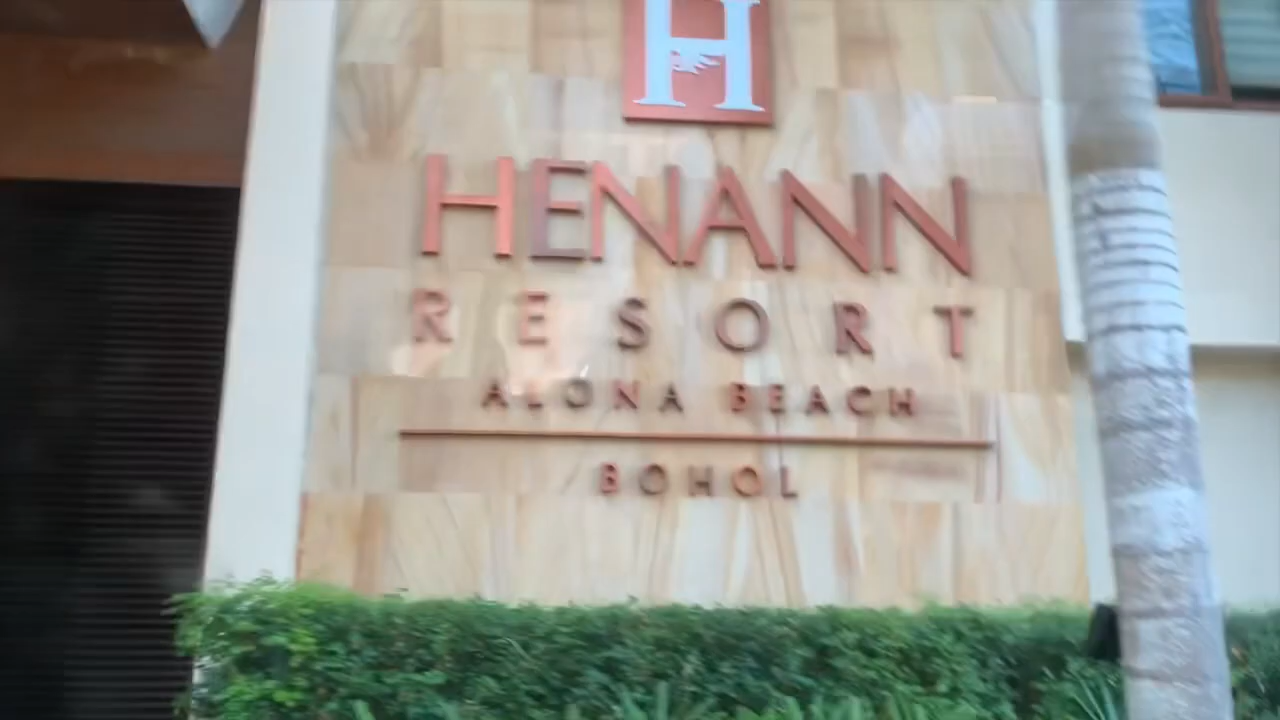 H
HENANN
RESORT
ALONA BEACH
BOHOL